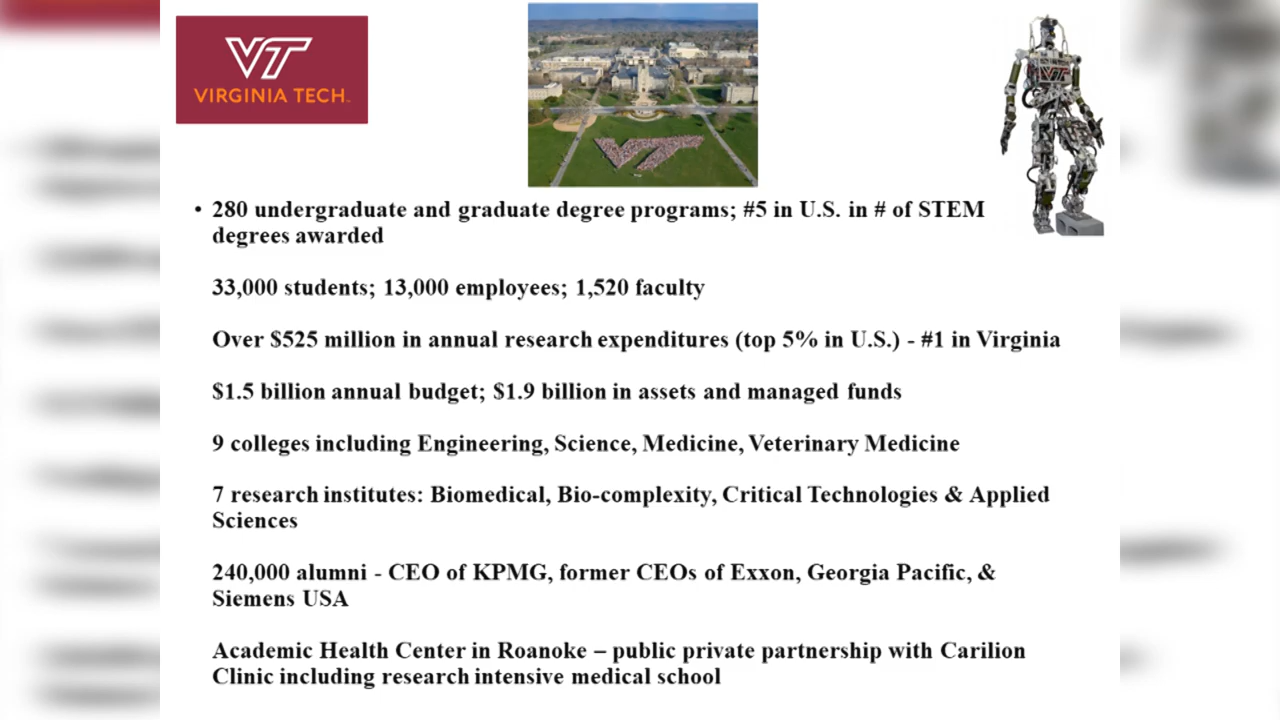 VT
VIRGINIA TECH
VT
VT
• 280 undergraduate and graduate degree programs; #5 in U.S. in # of STEM
degrees awarded
33,000 students; 13,000 employees; 1,520 faculty
Over $525 million in annual research expenditures (top 5% in U.S.) - #1 in Virginia
$1.5 billion annual budget; $1.9 billion in assets and managed funds
9 colleges including Engineering, Science, Medicine, Veterinary Medicine
7 research institutes: Biomedical, Bio-complexity, Critical Technologies & Applied
Sciences
240,000 alumni - CEO of KPMG, former CEOs of Exxon, Georgia Pacific, &
Siemens USA
Academic Health Center in Roanoke – public private partnership with Carilion
Clinic including research intensive medical school